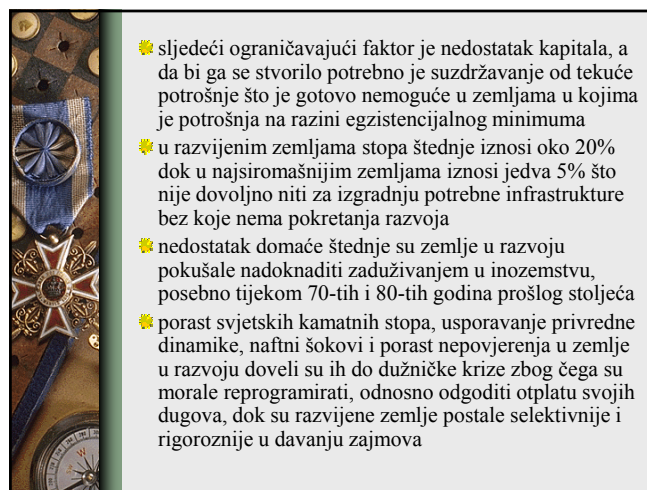 sljedeći ograničavajući faktor je nedostatak kapitala, a
da bi ga se stvorilo potrebno je suzdržavanje od tekuće
potrošnje što je gotovo nemoguće u zemljama u kojima
je potrošnja na razini egzistencijalnog minimuma
u razvijenim zemljama stopa štednje iznosi oko 20%
dok u najsiromašnijim zemljama iznosi jedva 5% što
nije dovoljno niti za izgradnju potrebne infrastrukture
bez koje nema pokretanja razvoja
nedostatak domaće štednje su zemlje u razvoju
pokušale nadoknaditi zaduživanjem u inozemstvu,
posebno tijekom 70-tih i 80-tih godina prošlog stoljeća
porast svjetskih kamatnih stopa, usporavanje privredne
dinamike, naftni šokovi i porast nepovjerenja u zemlje
u razvoju doveli su ih do dužničke krize zbog čega su
morale reprogramirati, odnosno odgoditi otplatu svojih
dugova, dok su razvijene zemlje postale selektivnije i
rigoroznije u davanju zajmova